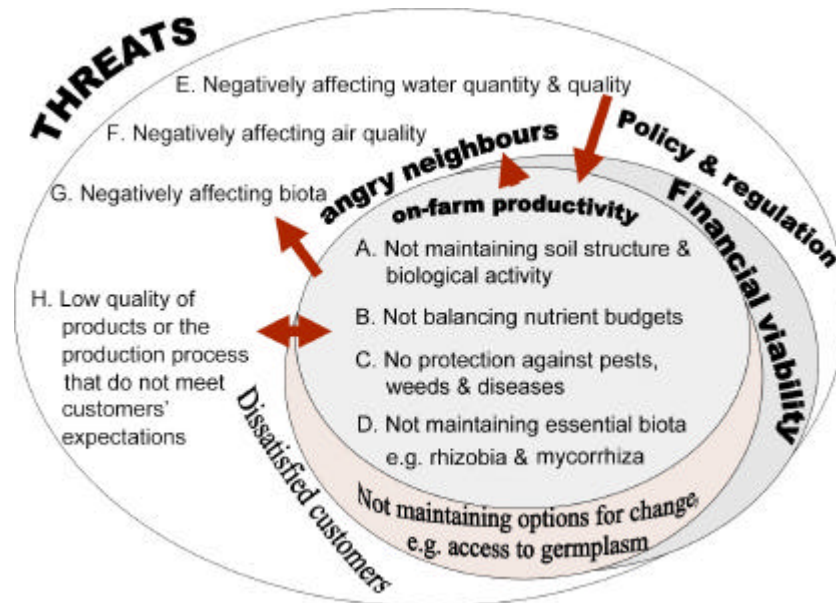 THREATS
E. Negatively affecting water quantity & quality
F. Negatively affecting air quality
G. Negatively affecting biota
H. Low quality of
products or the
production process
that do not meet
customers'
expectations
angry neighbours
Policy & regulation
Financial viability
on-farm productivity
A. Not maintaining soil structure &
biological activity
B. Not balancing nutrient budgets
C. No protection against pests,
weeds & diseases
D. Not maintaining essential biota
e.g. rhizobia & mycorrhiza
Dissatisfied customers
Not maintaining options for change,
e.g. access to germplasm